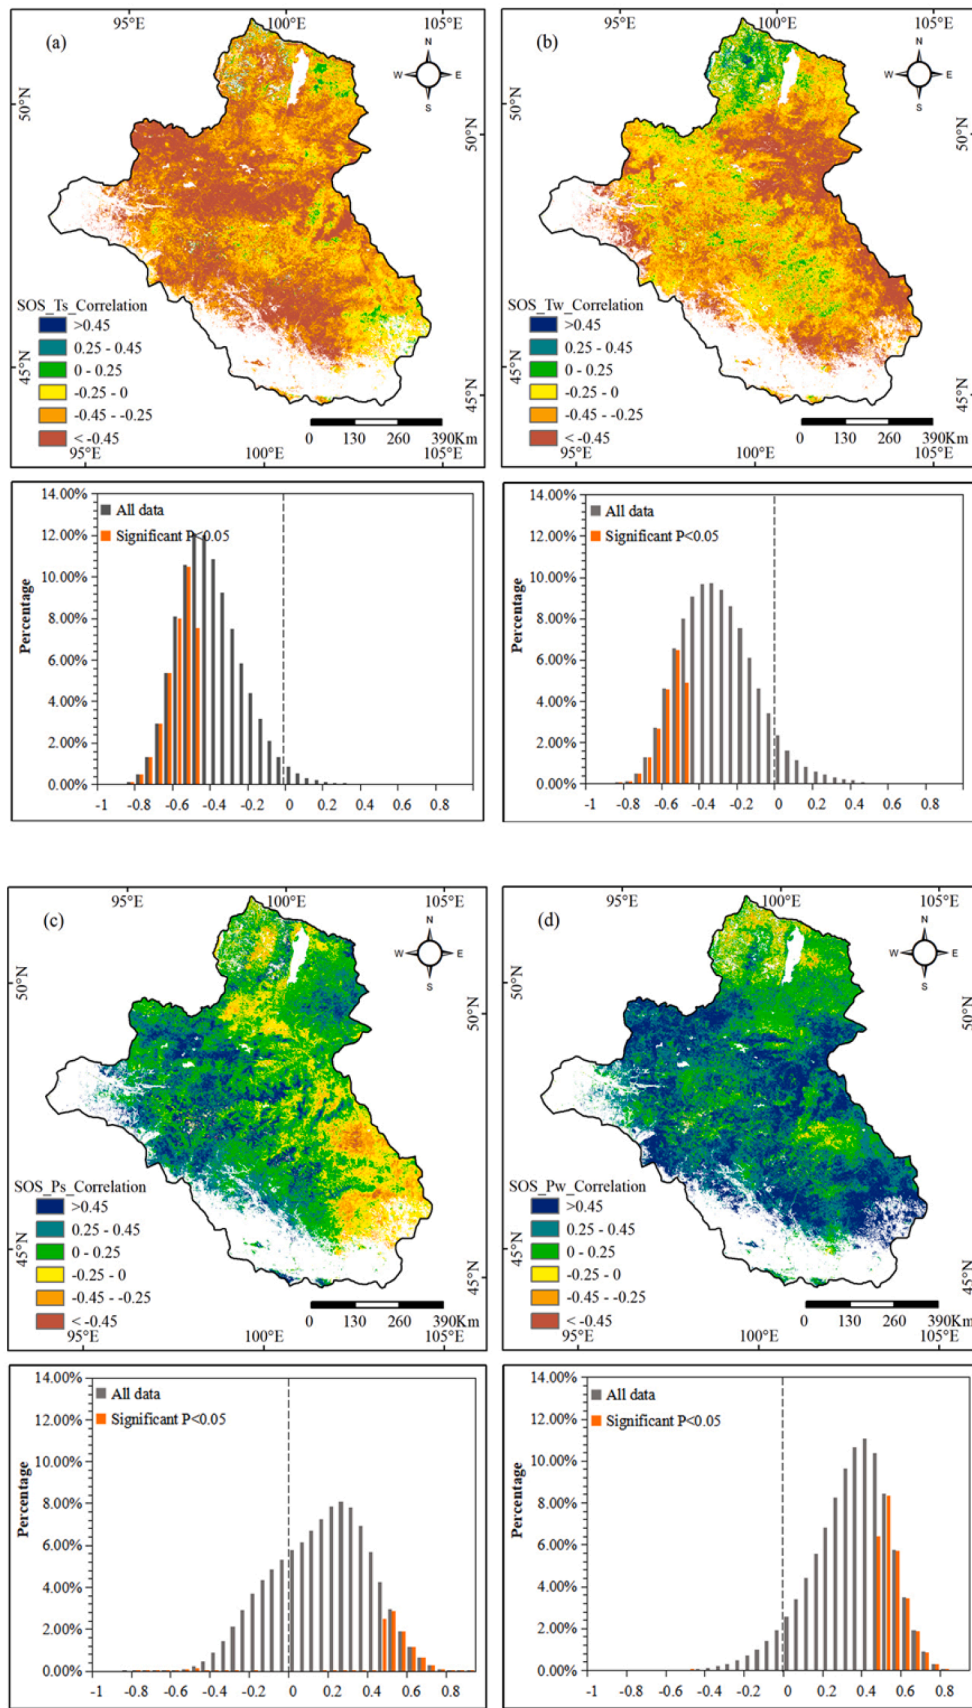 95°E 100°E 105°E
(a)
N
W E
S
50°N
50°N
SOS_Ts_Correlation
>0.45
0.25 - 0.45
0 - 0.25
-0.25 - 0
-0.45 - -0.25
< -0.45
45°N
45°N
0 130 260 390Km
95°E 100°E 105°E
95°E 100°E 105°E
(b)
N
W E
S
50°N
50°N
SOS_Tw_Correlation
>0.45
0.25 - 0.45
0 - 0.25
-0.25 - 0
-0.45 - -0.25
< -0.45
45°N
45°N
0 130 260 390Km
95°E 100°E 105°E
14.00%
12.00%
10.00%
8.00%
6.00%
4.00%
2.00%
0.00%
Percentage
All data
Significant P<0.05
-1 -0.8 -0.6 -0.4 -0.2 0 0.2 0.4 0.6 0.8
14.00%
12.00%
10.00%
8.00%
6.00%
4.00%
2.00%
0.00%
Percentage
All data
Significant P<0.05
-1 -0.8 -0.6 -0.4 -0.2 0 0.2 0.4 0.6 0.8
95°E 100°E 105°E
(c)
N
W E
S
50°N
50°N
SOS_Ps_Correlation
>0.45
0.25 - 0.45
0 - 0.25
-0.25 - 0
-0.45 - -0.25
< -0.45
45°N
45°N
0 130 260 390Km
95°E 100°E 105°E
95°E 100°E 105°E
(d)
N
W E
S
50°N
50°N
SOS_Pw_Correlation
>0.45
0.25 - 0.45
0 - 0.25
-0.25 - 0
-0.45 - -0.25
< -0.45
45°N
45°N
0 130 260 390Km
95°E 100°E 105°E
14.00%
12.00%
10.00%
8.00%
6.00%
4.00%
2.00%
0.00%
Percentage
All data
Significant P<0.05
-1 -0.8 -0.6 -0.4 -0.2 0 0.2 0.4 0.6 0.8
14.00%
12.00%
10.00%
8.00%
6.00%
4.00%
2.00%
0.00%
Percentage
All data
Significant P<0.05
-1 -0.8 -0.6 -0.4 -0.2 0 0.2 0.4 0.6 0.8